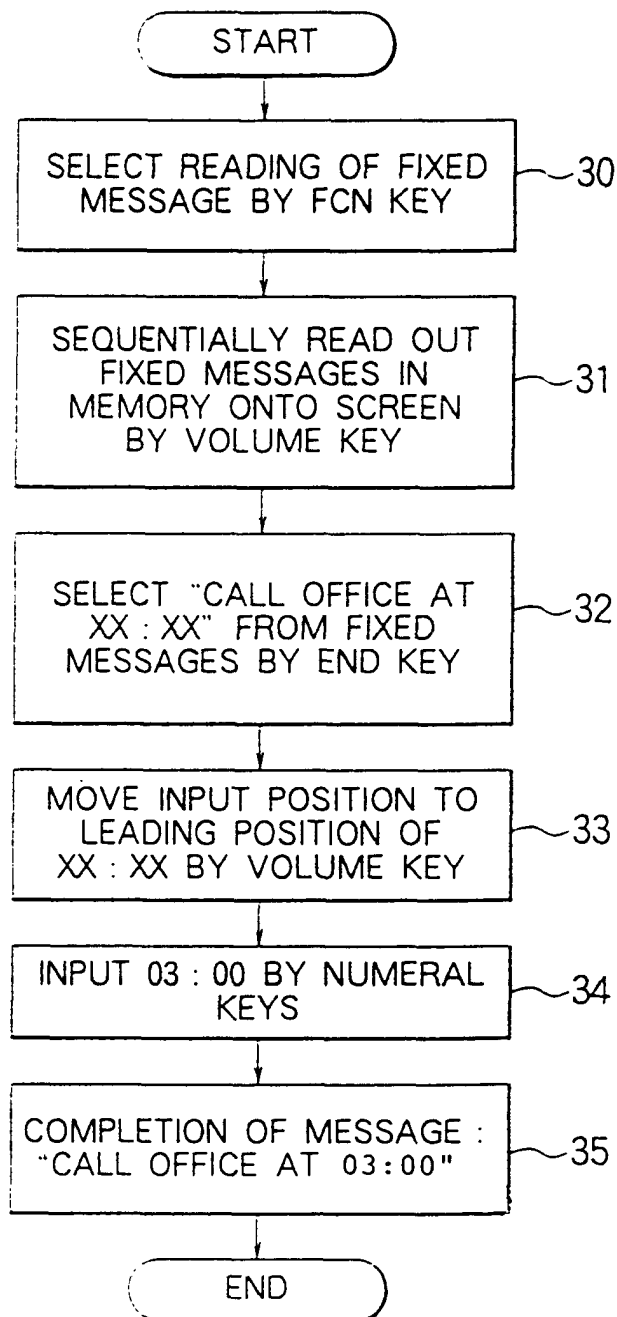 START
SELECT READING OF FIXED
MESSAGE BY FCN KEY
30
SEQUENTIALLY READ OUT
FIXED MESSAGES IN
MEMORY ONTO SCREEN
BY VOLUME KEY
31
SELECT "CALL OFFICE AT
XX : XX" FROM FIXED
MESSAGES BY END KEY
32
MOVE INPUT POSITION TO
LEADING POSITION OF
XX : XX BY VOLUME KEY
33
INPUT 03 : 00 BY NUMERAL
KEYS
34
COMPLETION OF MESSAGE :
"CALL OFFICE AT 03:00"
35
END